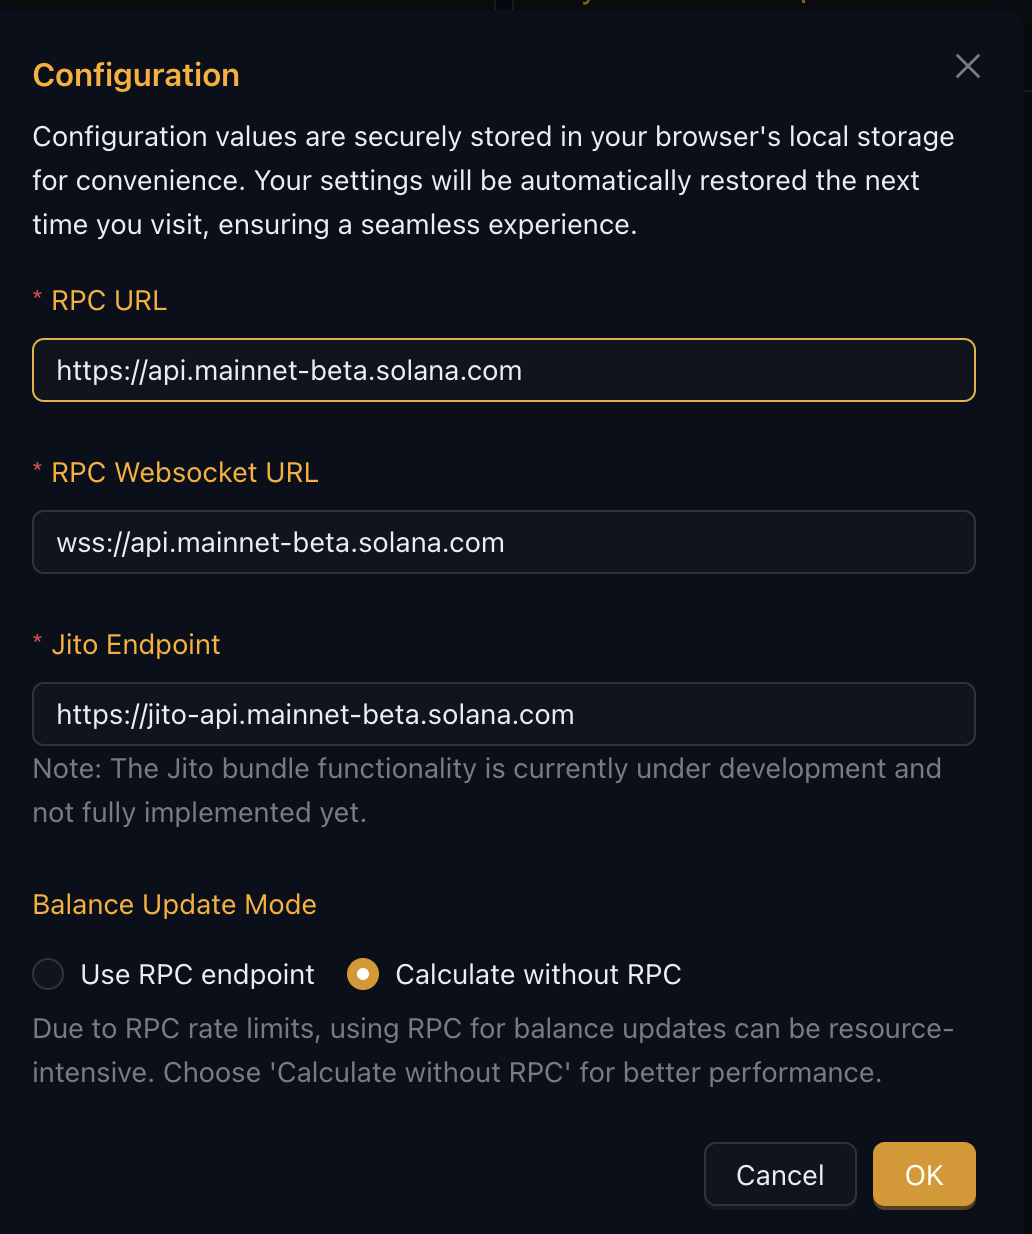 Configuration
Configuration values are securely stored in your browser's local storage
for convenience. Your settings will be automatically restored the next
time you visit, ensuring a seamless experience.
* RPC URL
https://api.mainnet-beta.solana.com
* RPC Websocket URL
wss://api.mainnet-beta.solana.com
* Jito Endpoint
https://jito-api.mainnet-beta.solana.com
Note: The Jito bundle functionality is currently under development and
not fully implemented yet.
Balance Update Mode
Use RPC endpoint Calculate without RPC
Due to RPC rate limits, using RPC for balance updates can be resource-
intensive. Choose 'Calculate without RPC' for better performance.
Cancel OK